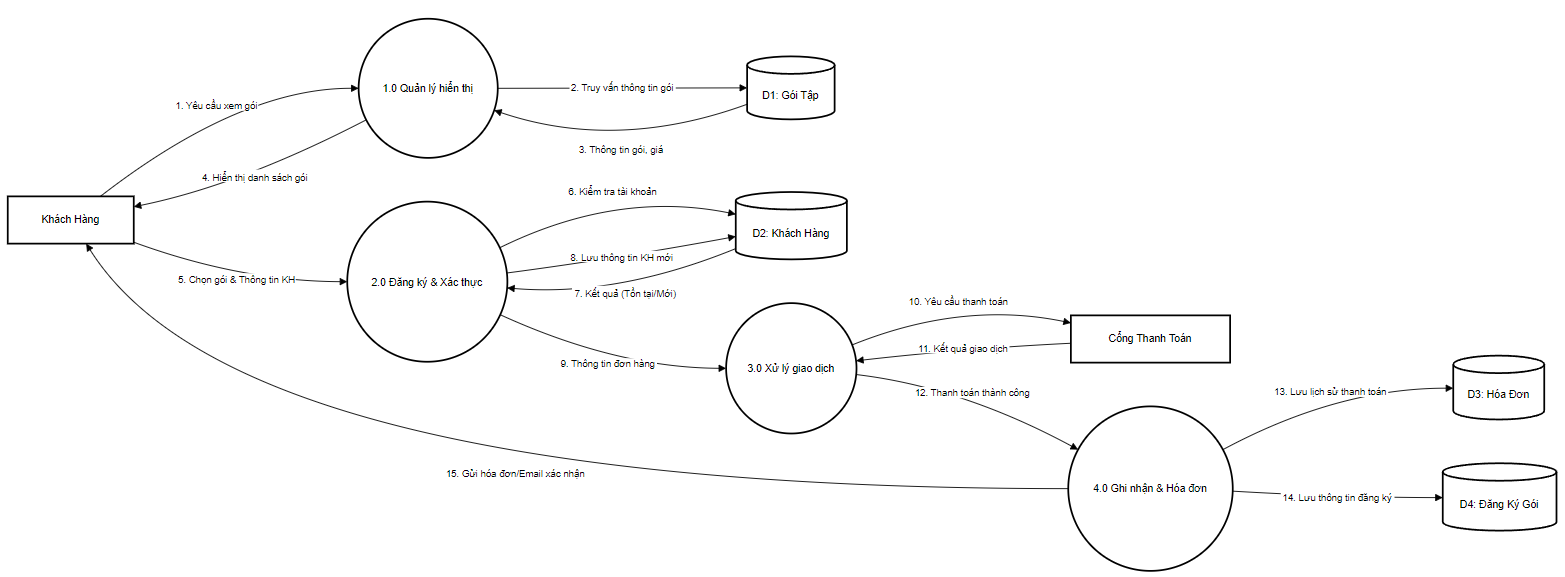 1.0 Quản lý hiển thị
2. Truy vấn thông tin gói
D1: Gói Tập
1. Yêu cầu xem gói
3. Thông tin gói, giá
4. Hiển thị danh sách gói
6. Kiểm tra tài khoản
Khách Hàng
D2: Khách Hàng
8. Lưu thông tin KH mới
5. Chọn gói & Thông tin KH
2.0 Đăng ký & Xác thực
7. Kết quả (Tồn tại/Mới)
10. Yêu cầu thanh toán
Cổng Thanh Toán
11. Kết quả giao dịch
9. Thông tin đơn hàng
3.0 Xử lý giao dịch
12. Thanh toán thành công
13. Lưu lịch sử thanh toán
D3: Hóa Đơn
15. Gửi hóa đơn/Email xác nhận
4.0 Ghi nhận & Hóa đơn
14. Lưu thông tin đăng ký
D4: Đăng Ký Gói